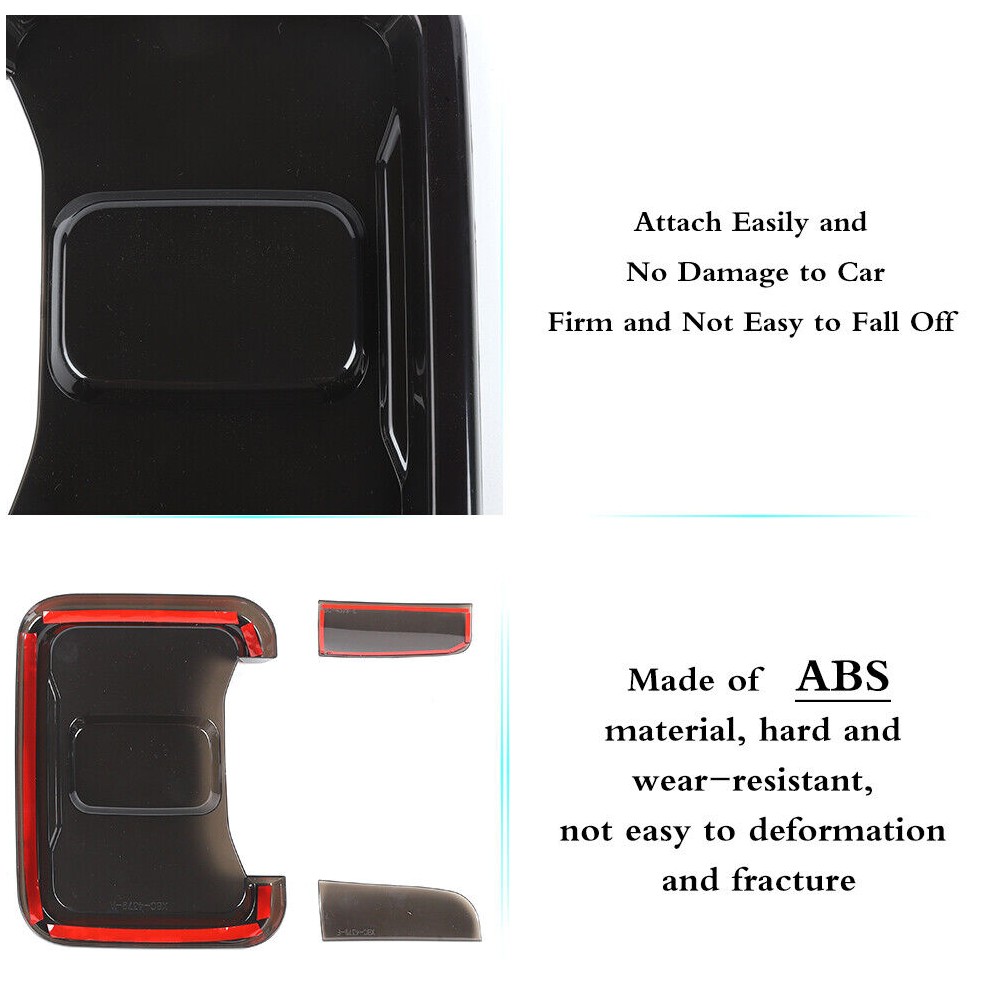 Attach Easily and
No Damage to Car
Firm and Not Easy to Fall Off
Made of ABS
material, hard and
wear-resistant,
not easy to deformation
and fracture